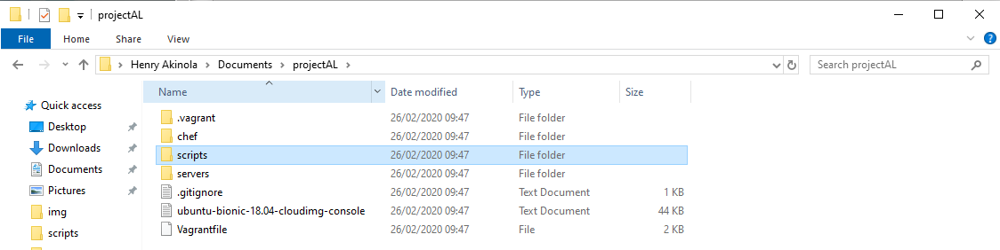 projectAL
File Home Share View
Henry Akinola Documents projectAL Search projectAL
Name Date modified Type Size
Quick access
Desktop
Downloads
Documents
Pictures
img
scripts
.vagrant 26/02/2020 09:47 File folder
chef 26/02/2020 09:47 File folder
scripts 26/02/2020 09:47 File folder
servers 26/02/2020 09:47 File folder
.gitignore 26/02/2020 09:47 Text Document 1 KB
ubuntu-bionic-18.04-cloudimg-console 26/02/2020 09:47 Text Document 44 KB
Vagrantfile 26/02/2020 09:47 File 2 KB